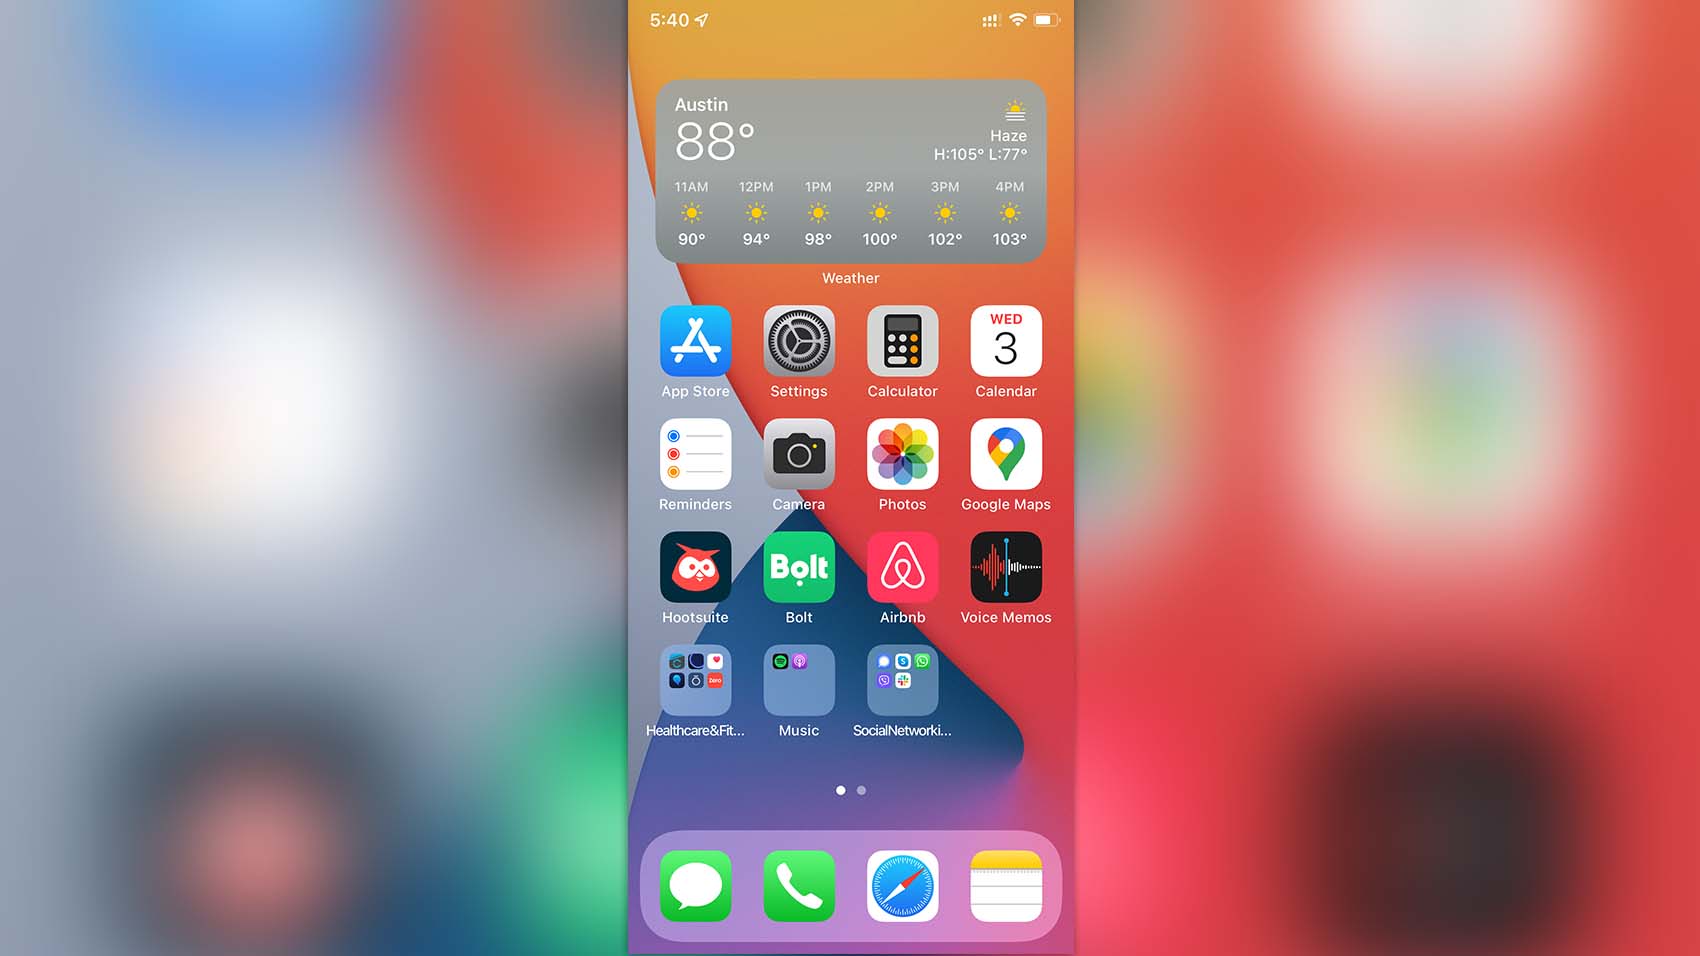 5:40
Austin
88°
Haze
H:105° L:77°
11AM 12PM 1PM 2PM 3PM 4PM
90° 94° 98° 100° 102° 103°
Weather
WED
3
App Store Settings Calculator Calendar
Reminders Camera Photos Google Maps
Bolt
Hootsuite Bolt Airbnb Voice Memos
zero
Healthcare&Fit... Music SocialNetworki...